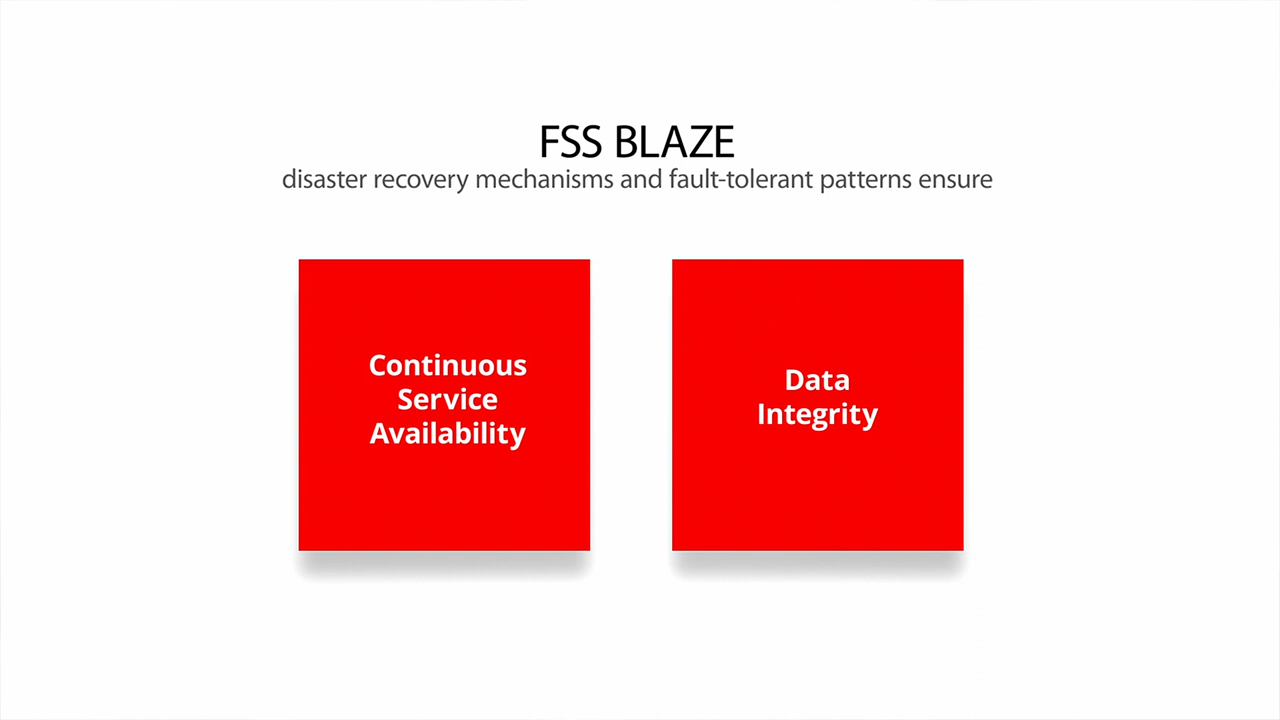 FSS BLAZE
disaster recovery mechanisms and fault-tolerant patterns ensure
Continuous
Service
Availability
Data
Integrity